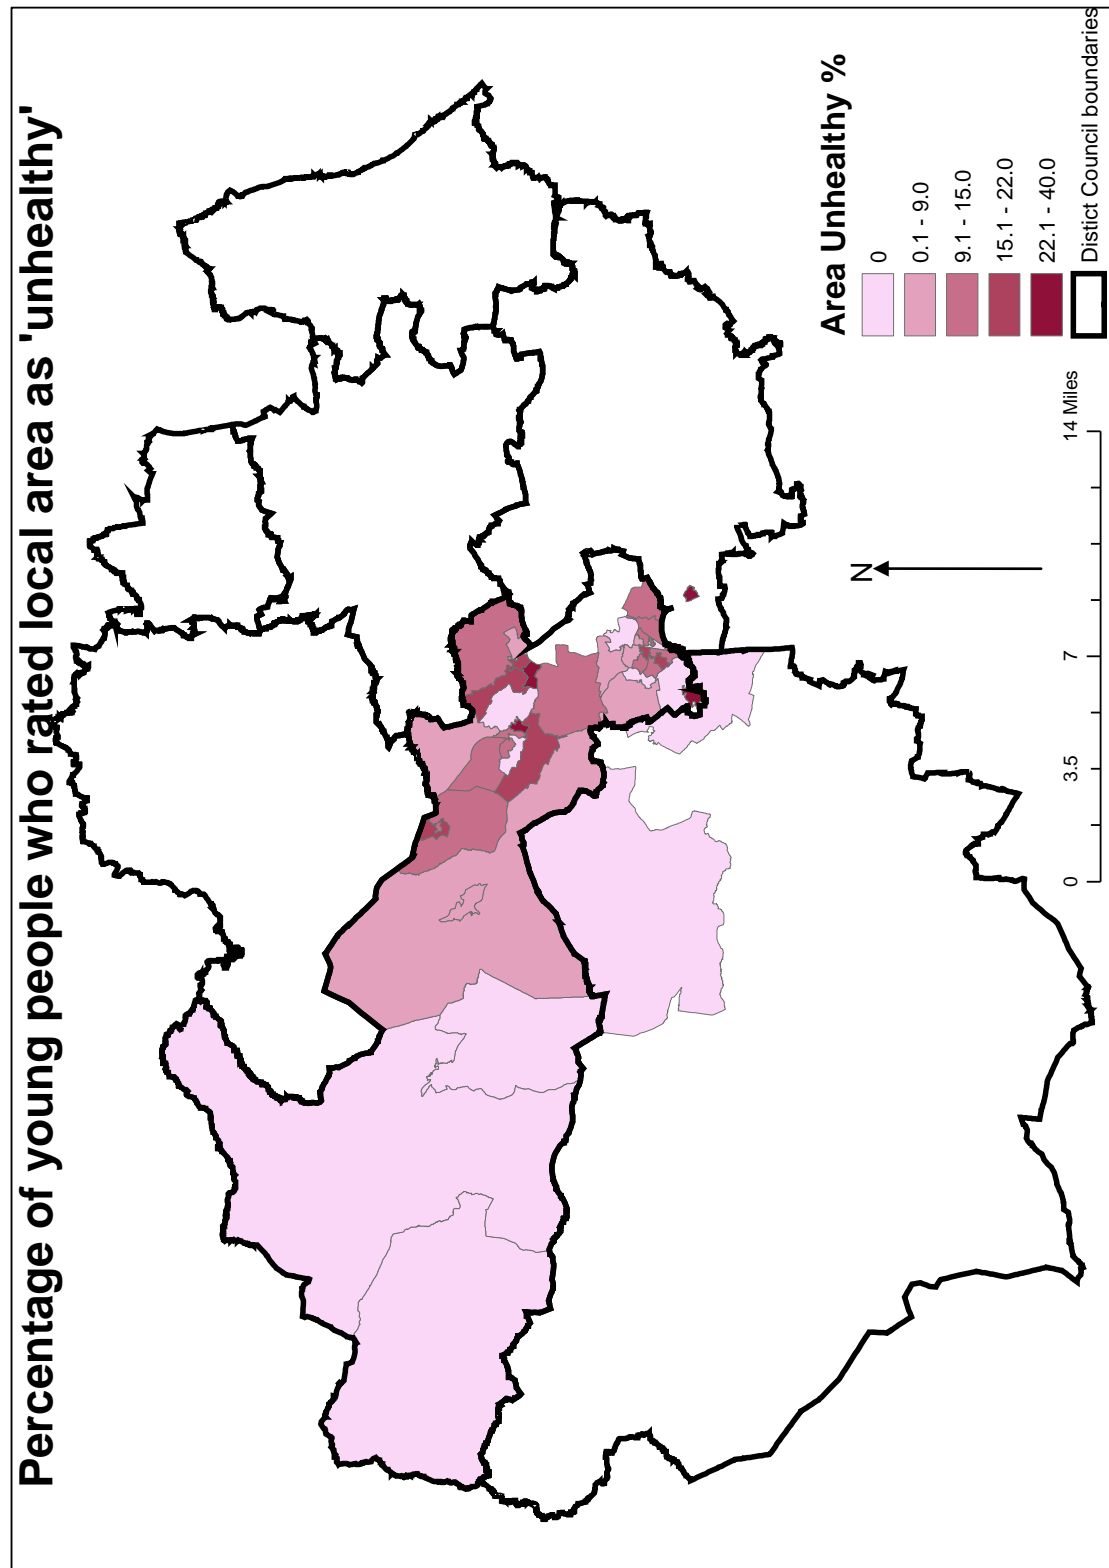 Percentage of young people who rated local area as 'unhealthy'
N
Area Unhealthy %
0
0.1 - 9.0
9.1 - 15.0
15.1 - 22.0
22.1 - 40.0
Distict Council boundaries
0 3.5 7 14 Miles